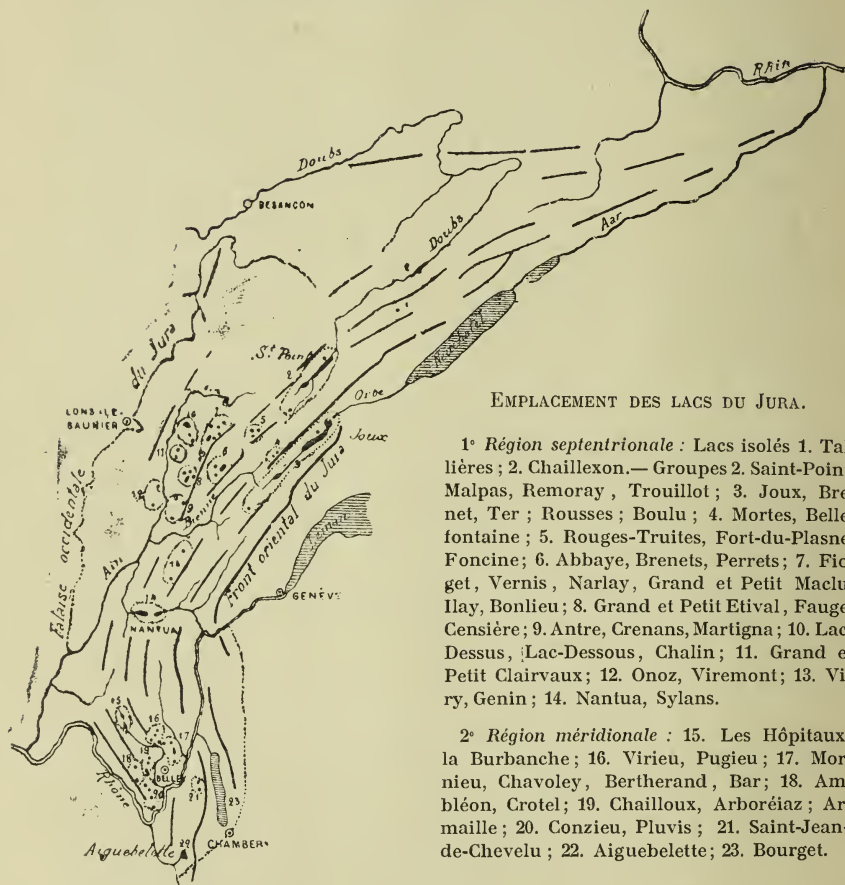 Rhin
Doubs
BESANÇON
Doubs
Aar
Neuchatel
St Point
du Jura
Orbe
LONS-LE-
SAUNIER
Joux
Bienne
Falaise occidentale
Front oriental du Jura
Leman
Ain
GENÈVE
NANTUA
Rhône
BELLEY
Aiguebelette
CHAMBER
EMPLACEMENT DES LACS DU JURA.
1° Région septentrionale : Lacs isolés 1. Tal
lières ; 2. Chaillexon.— Groupes 2. Saint-Poin
Malpas, Remoray , Trouillot ; 3. Joux, Bre
net, Ter ; Rousses ; Boulu ; 4. Mortes, Belle
fontaine ; 5. Rouges-Truites, Fort-du-Plasne
Foncine ; 6. Abbaye, Brenets, Perrets ; 7. Fio
get, Vernis , Narlay, Grand et Petit Maclu
Ilay, Bonlieu ; 8. Grand et Petit Etival , Fauge
Censière ; 9. Antre, Crenans, Martigna ; 10. Lac
Dessus, Lac-Dessous, Chalin ; 11. Grand e
Petit Clairvaux ; 12. Onoz, Viremont ; 13. Vi
ry, Genin ; 14. Nantua, Sylans.
2° Région méridionale : 15. Les Hôpitaux
la Burbanche ; 16. Virieu, Pugieu ; 17. Mor
nieu, Chavoley, Bertherand , Bar ; 18. Am
bléon, Crotel ; 19. Chailloux, Arboréiaz ; Ar
maille ; 20. Conzieu, Pluvis ; 21. Saint-Jean-
de-Chevelu ; 22. Aiguebelette ; 23. Bourget.